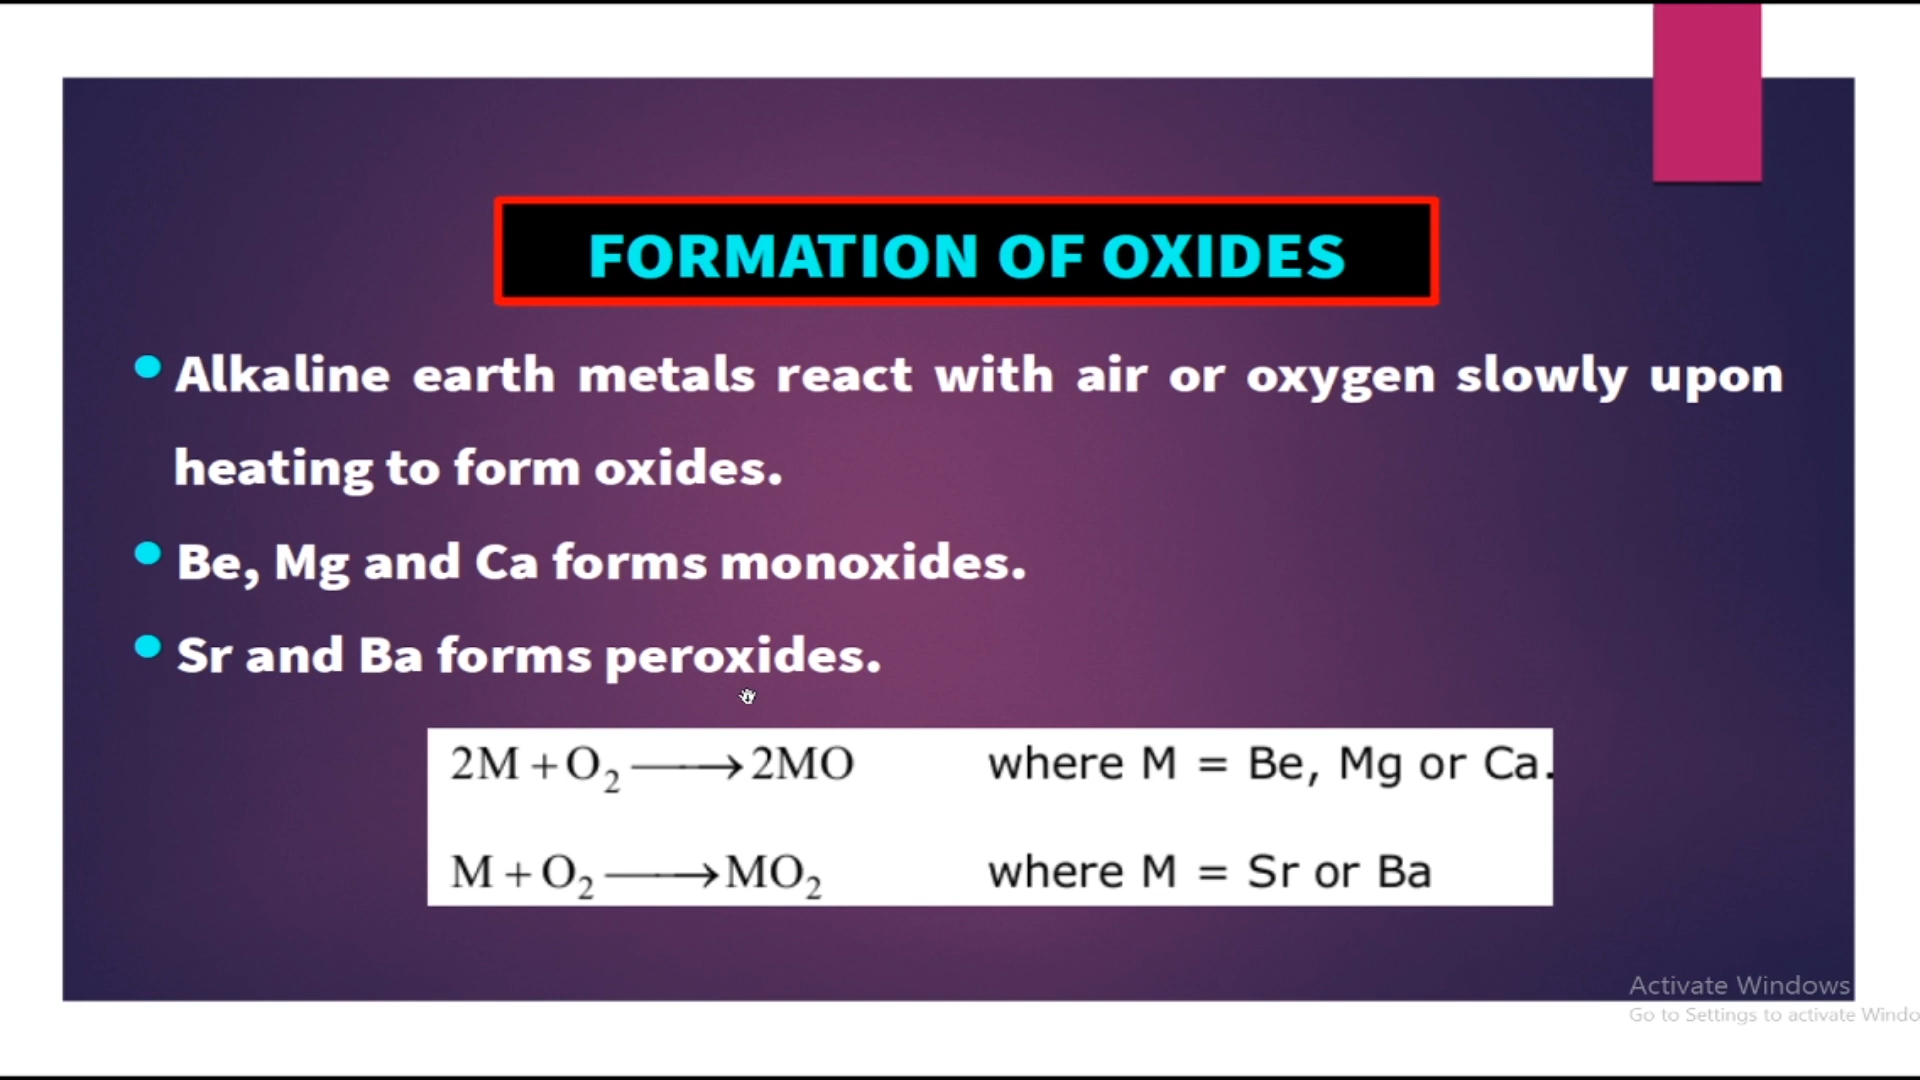 FORMATION OF OXIDES
Alkaline earth metals react with air or oxygen slowly upon
heating to form oxides.
Be, Mg and Ca forms monoxides.
Sr and Ba forms peroxides.
2M + O₂ ⟶ 2MO where M = Be, Mg or Ca.
M + O₂ ⟶ MO₂ where M = Sr or Ba
Activate Windows
Go to Settings to activate Windo